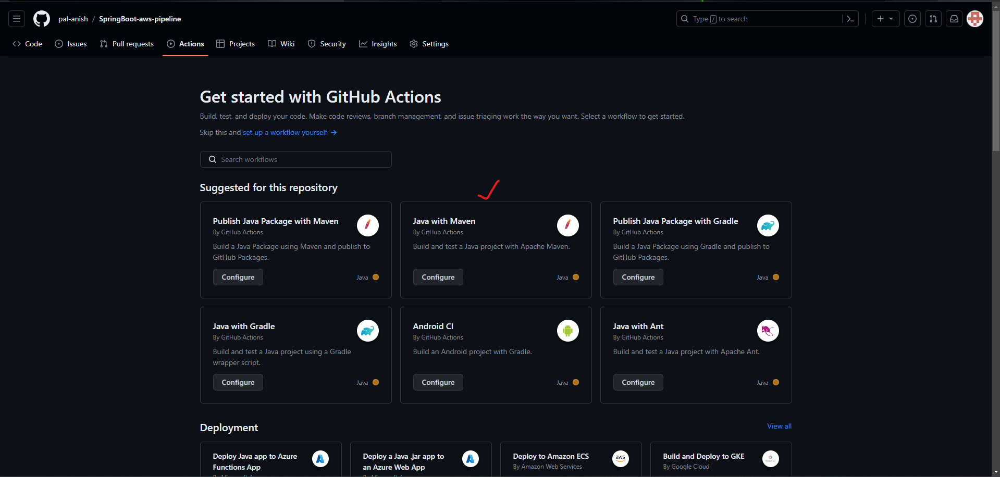 pal-anish / SpringBoot-aws-pipeline
Type / to search
Code Issues Pull requests Actions Projects Wiki Security Insights Settings
Get started with GitHub Actions
Build, test, and deploy your code. Make code reviews, branch management, and issue triaging work the way you want. Select a workflow to get started.
Skip this and set up a workflow yourself →
Search workflows
Suggested for this repository
Publish Java Package with Maven
By GitHub Actions
Build a Java Package using Maven and publish to
GitHub Packages.
Configure Java
Java with Maven
By GitHub Actions
Build and test a Java project with Apache Maven.
Configure Java
Publish Java Package with Gradle
By GitHub Actions
Build a Java Package using Gradle and publish to
GitHub Packages.
Configure Java
Java with Gradle
By GitHub Actions
Build and test a Java project using a Gradle
wrapper script.
Configure Java
Android CI
By GitHub Actions
Build an Android project with Gradle.
Configure Java
Java with Ant
By GitHub Actions
Build and test a Java project with Apache Ant.
Configure Java
Deployment View all
Deploy Java app to Azure
Functions App
Deploy a Java .jar app to
an Azure Web App
Deploy to Amazon ECS
By Amazon Web Services
aws
Build and Deploy to GKE
By Google Cloud